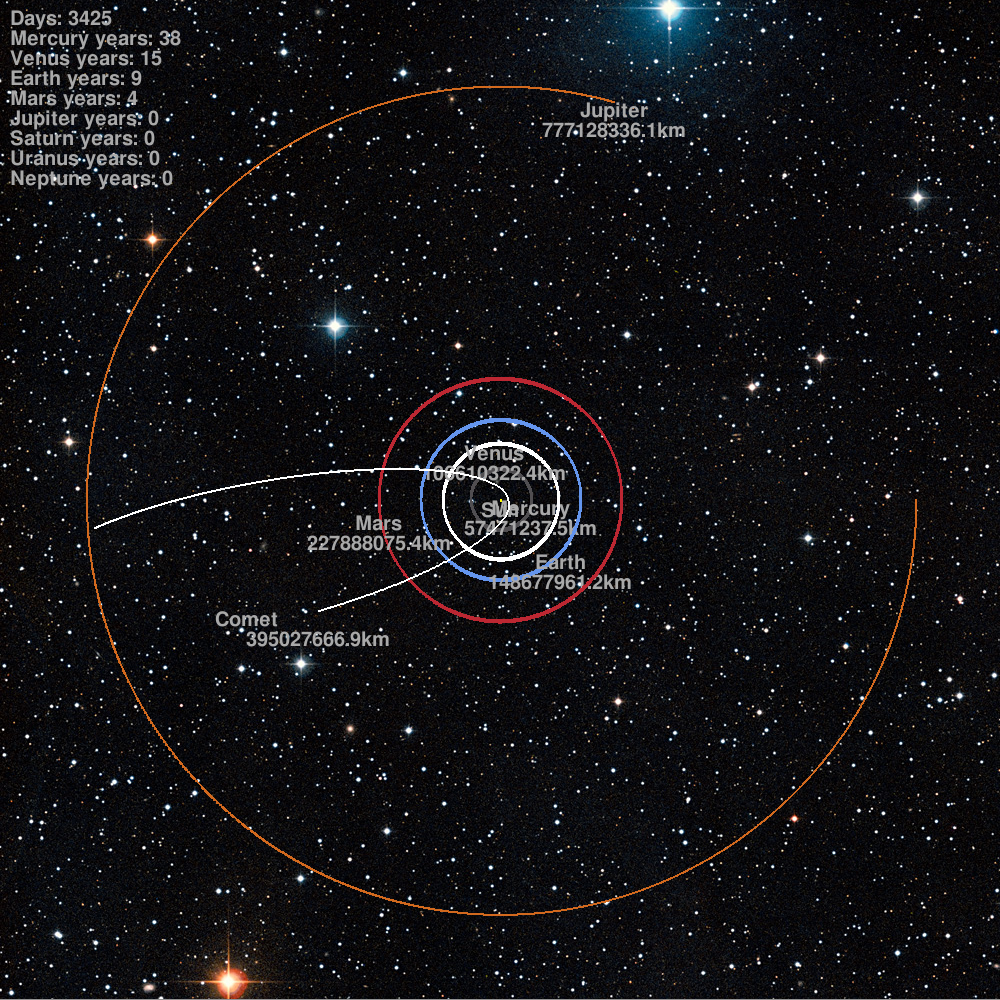 Days: 3425
Mercury years: 38
Venus years: 15
Earth years: 9
Mars years: 4
Jupiter years: 0
Saturn years: 0
Uranus years: 0
Neptune years: 0
Jupiter
777128336.1km
Venus
108610322.4km
Mercury
57471237.5km
Mars
227888075.4km
Earth
148677961.2km
Comet
395027666.9km